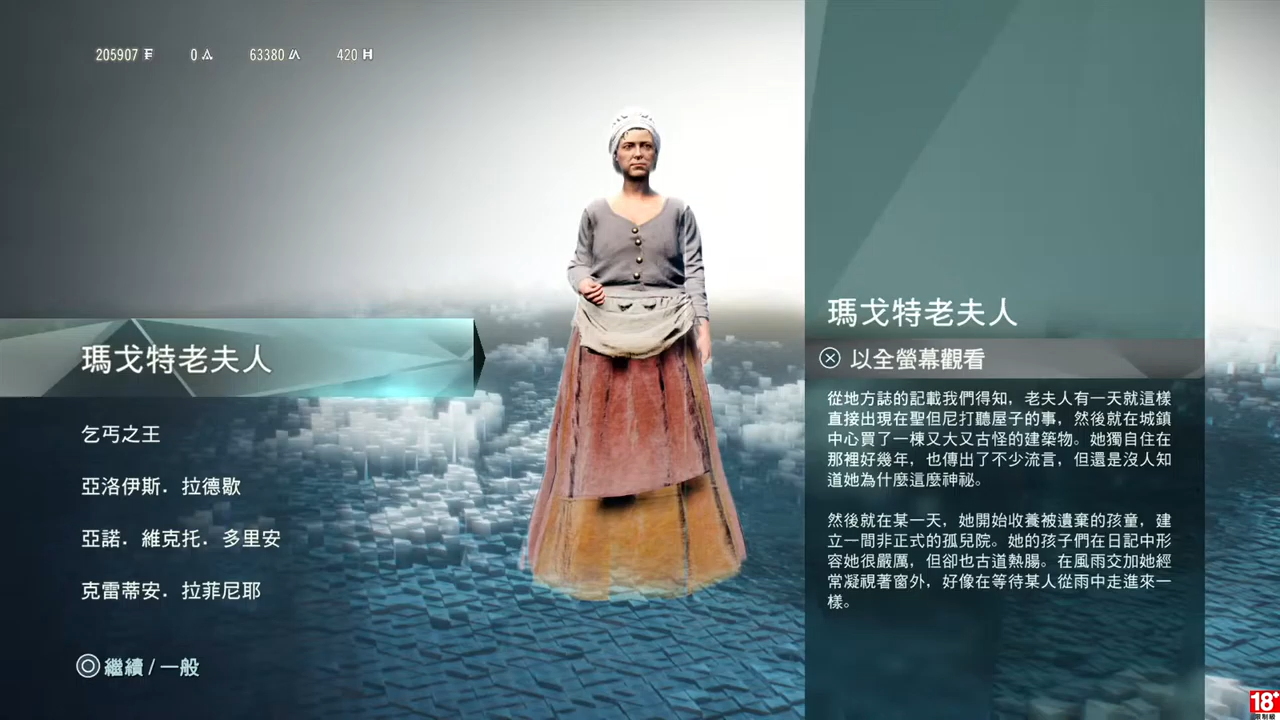 205907 0 63380 420
瑪戈特老夫人
乞丐之王
亞洛伊斯．拉德歇
亞諾．維克托．多里安
克雷蒂安．拉菲尼耶
繼續 / 一般
瑪戈特老夫人
以全螢幕觀看
從地方誌的記載我們得知，老夫人有一天就這樣
直接出現在聖但尼打聽屋子的事，然後就在城鎮
中心買了一棟又大又古怪的建築物。她獨自住在
那裡好幾年，也傳出了不少流言，但還是沒人知
道她為什麼這麼神祕。
然後就在某一天，她開始收養被遺棄的孩童，建
立一間非正式的孤兒院。她的孩子們在日記中形
容她很嚴厲，但卻也古道熱腸。在風雨交加她經
常凝視著窗外，好像在等待某人從雨中走進來一
樣。
18+
限制級